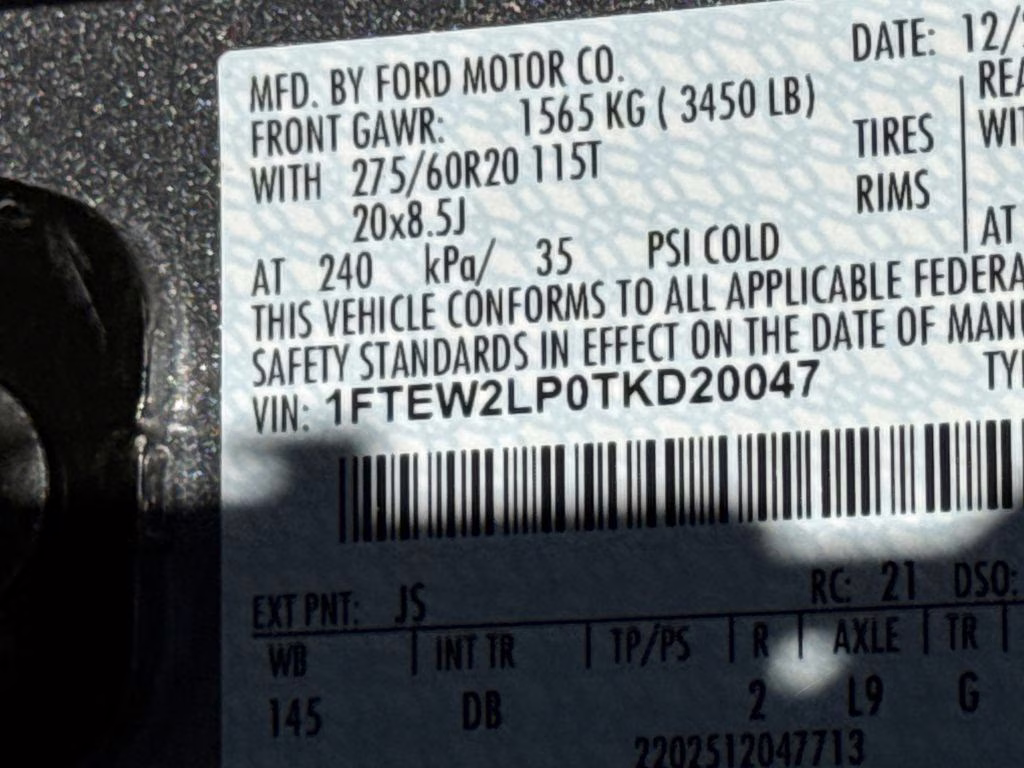 DATE: 12/
MFD. BY FORD MOTOR CO.
FRONT GAWR: 1565 KG ( 3450 LB)
WITH 275/60R20 115T TIRES
20x8.5J RIMS
AT 240 kPa/ 35 PSI COLD AT
THIS VEHICLE CONFORMS TO ALL APPLICABLE
SAFETY STANDARDS IN EFFECT ON THE DATE OF
VIN: 1FTEW2LP0TKD20047
EXT PNT: JS RC: 21 DSO:
WB INT TR TP/PS R AXLE TR
145 DB 2 L9 G
2202512047713